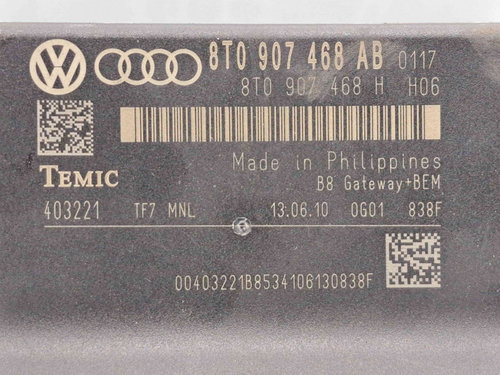 8T0 907 468 AB 0117
8T0 907 468 H H06
Made in Philippines
TEMIC
B8 Gateway+BEM
403221 TF7 MNL 13.06.10 0G01 838F
00403221B8534106130838F